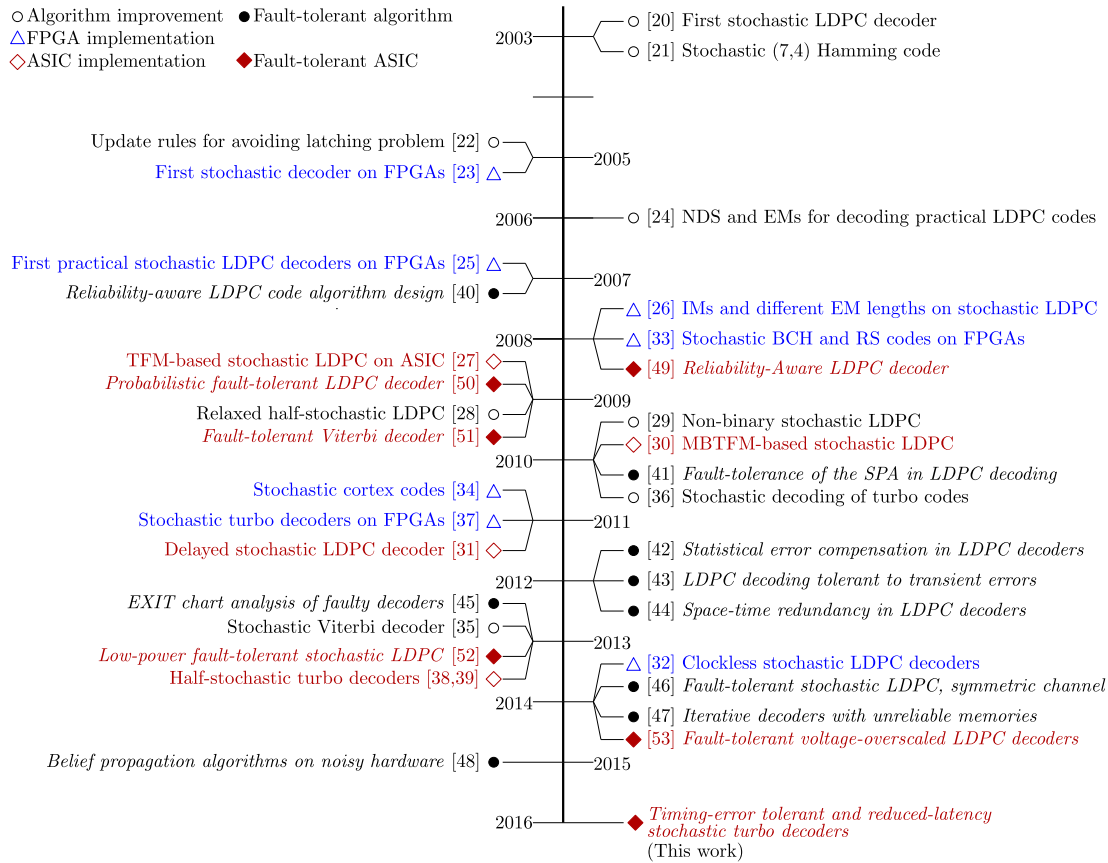 Algorithm improvement
Fault-tolerant algorithm
FPGA implementation
ASIC implementation
Fault-tolerant ASIC
2003
[20] First stochastic LDPC decoder
[21] Stochastic (7,4) Hamming code
Update rules for avoiding latching problem [22]
First stochastic decoder on FPGAs [23]
2005
2006
[24] NDS and EMs for decoding practical LDPC codes
First practical stochastic LDPC decoders on FPGAs [25]
Reliability-aware LDPC code algorithm design [40]
2007
2008
[26] IMs and different EM lengths on stochastic LDPC
[33] Stochastic BCH and RS codes on FPGAs
[49] Reliability-Aware LDPC decoder
TFM-based stochastic LDPC on ASIC [27]
Probabilistic fault-tolerant LDPC decoder [50]
Relaxed half-stochastic LDPC [28]
Fault-tolerant Viterbi decoder [51]
2009
2010
[29] Non-binary stochastic LDPC
[30] MBTFM-based stochastic LDPC
[41] Fault-tolerance of the SPA in LDPC decoding
[36] Stochastic decoding of turbo codes
Stochastic cortex codes [34]
Stochastic turbo decoders on FPGAs [37]
Delayed stochastic LDPC decoder [31]
2011
2012
[42] Statistical error compensation in LDPC decoders
[43] LDPC decoding tolerant to transient errors
[44] Space-time redundancy in LDPC decoders
EXIT chart analysis of faulty decoders [45]
Stochastic Viterbi decoder [35]
Low-power fault-tolerant stochastic LDPC [52]
Half-stochastic turbo decoders [38,39]
2013
2014
[32] Clockless stochastic LDPC decoders
[46] Fault-tolerant stochastic LDPC, symmetric channel
[47] Iterative decoders with unreliable memories
[53] Fault-tolerant voltage-overscaled LDPC decoders
Belief propagation algorithms on noisy hardware [48]
2015
2016
Timing-error tolerant and reduced-latency
stochastic turbo decoders
(This work)